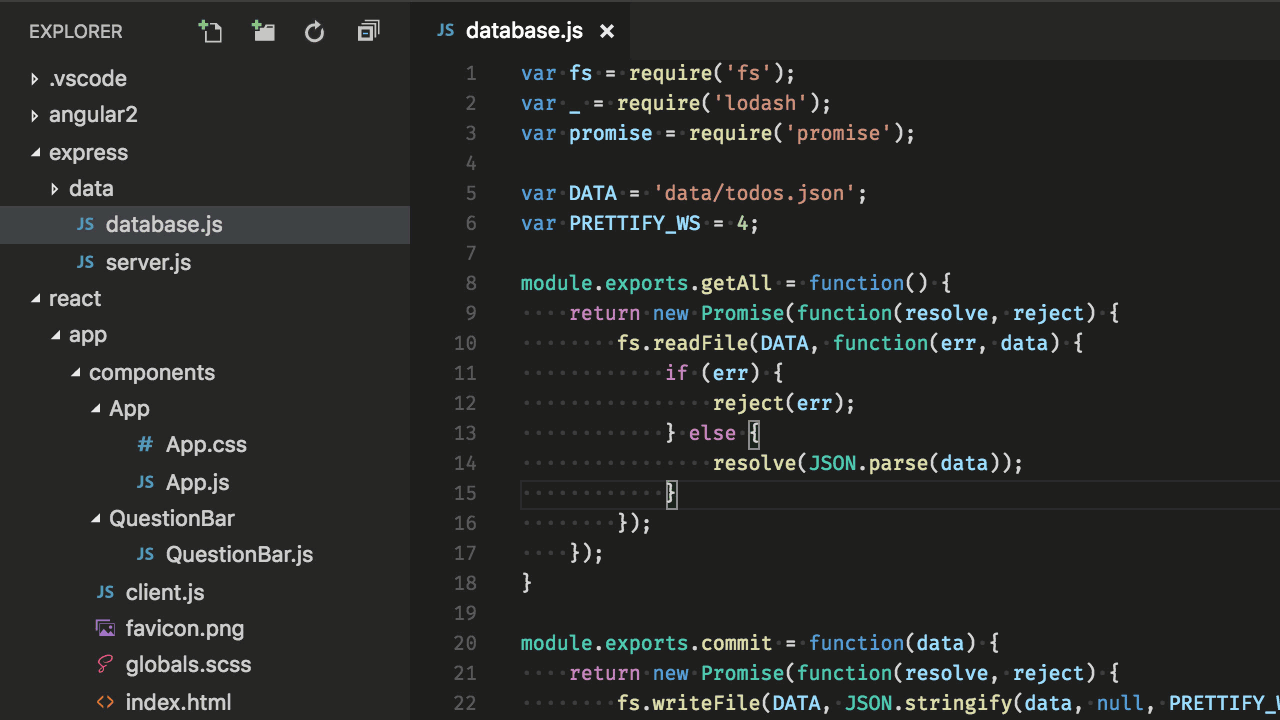 EXPLORER
.vscode
angular2
express
data
JS database.js
JS server.js
react
app
components
App
# App.css
JS App.js
QuestionBar
JS QuestionBar.js
JS client.js
favicon.png
globals.scss
<> index.html
JS database.js ×
1 var fs = require('fs');
2 var _ = require('lodash');
3 var promise = require('promise');
4
5 var DATA = 'data/todos.json';
6 var PRETTIFY_WS = 4;
7
8 module.exports.getAll = function() {
9     return new Promise(function(resolve, reject) {
10         fs.readFile(DATA, function(err, data) {
11             if (err) {
12                 reject(err);
13             } else {
14                 resolve(JSON.parse(data));
15             }
16         });
17     });
18 }
19
20 module.exports.commit = function(data) {
21     return new Promise(function(resolve, reject) {
22         fs.writeFile(DATA, JSON.stringify(data, null, PRETTIFY_